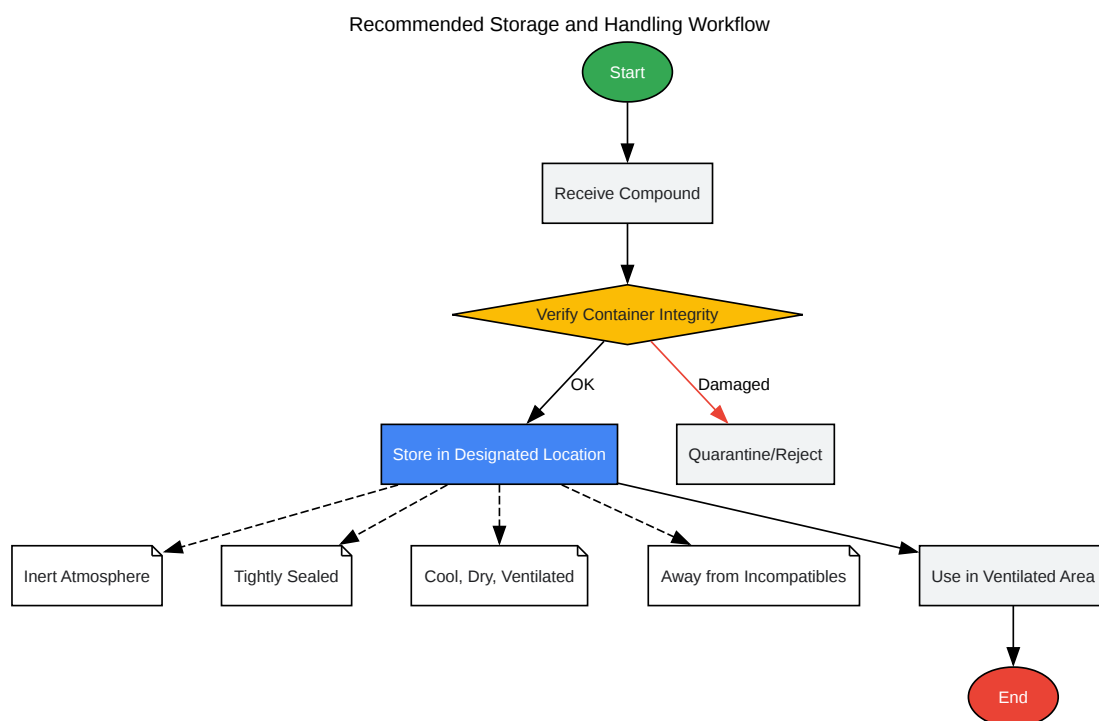 Recommended Storage and Handling Workflow
Start
Receive Compound
Verify Container Integrity
OK
Damaged
Store in Designated Location
Quarantine/Reject
Inert Atmosphere
Tightly Sealed
Cool, Dry, Ventilated
Away from Incompatibles
Use in Ventilated Area
End